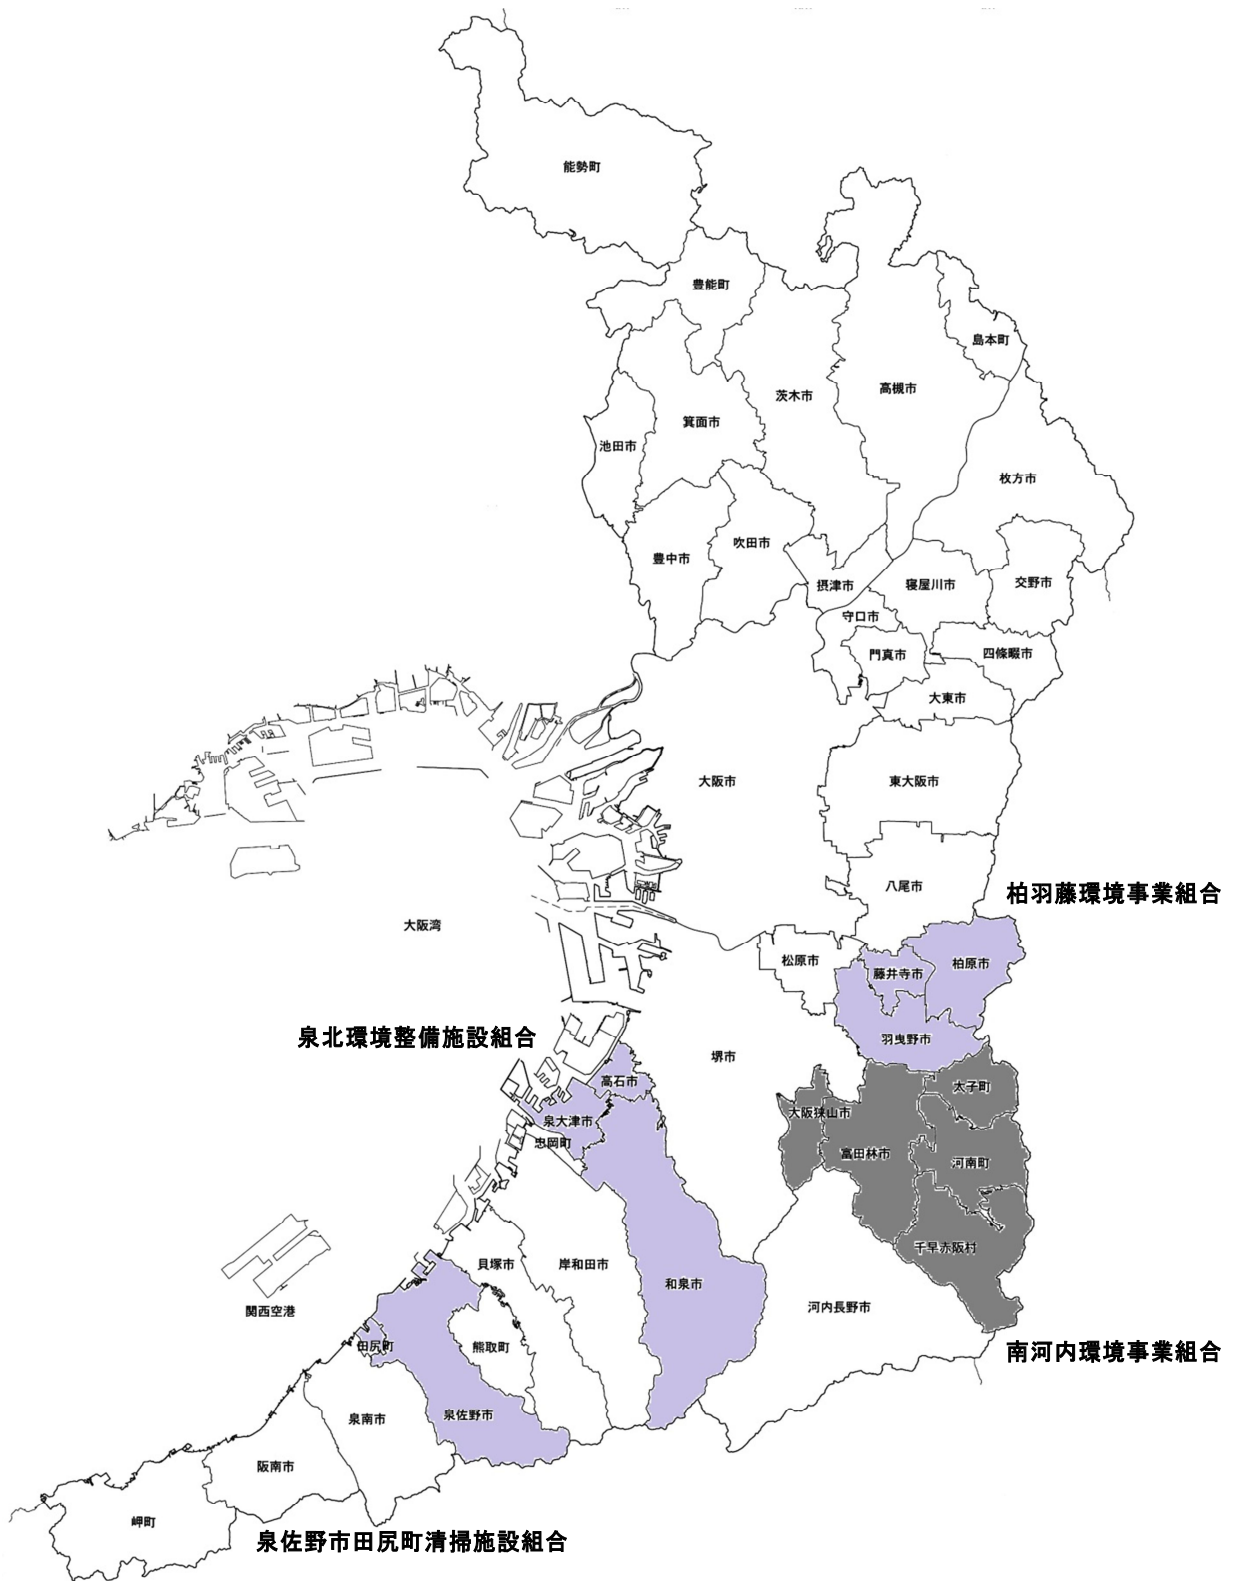 能勢町
豊能町
島本町
高槻市
茨木市
箕面市
池田市
枚方市
吹田市
豊中市
摂津市
寝屋川市
交野市
守口市
門真市
四條畷市
大東市
大阪市
東大阪市
八尾市
柏羽藤環境事業組合
大阪湾
松原市
藤井寺市
柏原市
羽曳野市
泉北環境整備施設組合
堺市
高石市
太子町
泉大津市
大阪狭山市
忠岡町
富田林市
河南町
千早赤阪村
貝塚市
岸和田市
和泉市
関西空港
河内長野市
田尻町
熊取町
南河内環境事業組合
泉南市
泉佐野市
阪南市
岬町
泉佐野市田尻町清掃施設組合